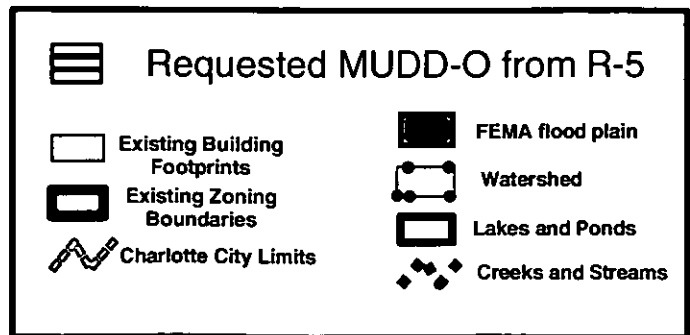 Requested MUDD-O from R-5
Existing Building
Footprints
Existing Zoning
Boundaries
Charlotte City Limits
FEMA flood plain
Watershed
Lakes and Ponds
Creeks and Streams